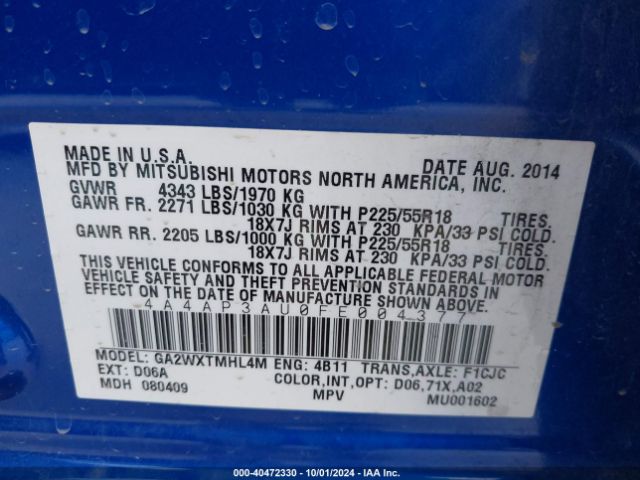 MADE IN U.S.A. DATE AUG. 2014
MFD BY MITSUBISHI MOTORS NORTH AMERICA, INC.
GVWR 4343 LBS/1970 KG
GAWR FR. 2271 LBS/1030 KG WITH P225/55R18 TIRES.
18X7J RIMS AT 230 KPA/33 PSI COLD.
GAWR RR. 2205 LBS/1000 KG WITH P225/55R18 TIRES.
18X7J RIMS AT 230 KPA/33 PSI COLD.
THIS VEHICLE CONFORMS TO ALL APPLICABLE FEDERAL MOTOR
VEHICLE SAFETY AND THEFT PREVENTION STANDARDS IN
EFFECT ON THE DATE OF MANUFACTURE SHOWN ABOVE.
4A4AP3AU0FE004377
MODEL: GA2WXTMHL4M ENG: 4B11 TRANS,AXLE: F1CJC
EXT: D06A COLOR,INT,OPT: D06,71X,A02
MDH 080409 MPV MU001602
000-40472330 - 10/01/2024 - IAA, Inc.